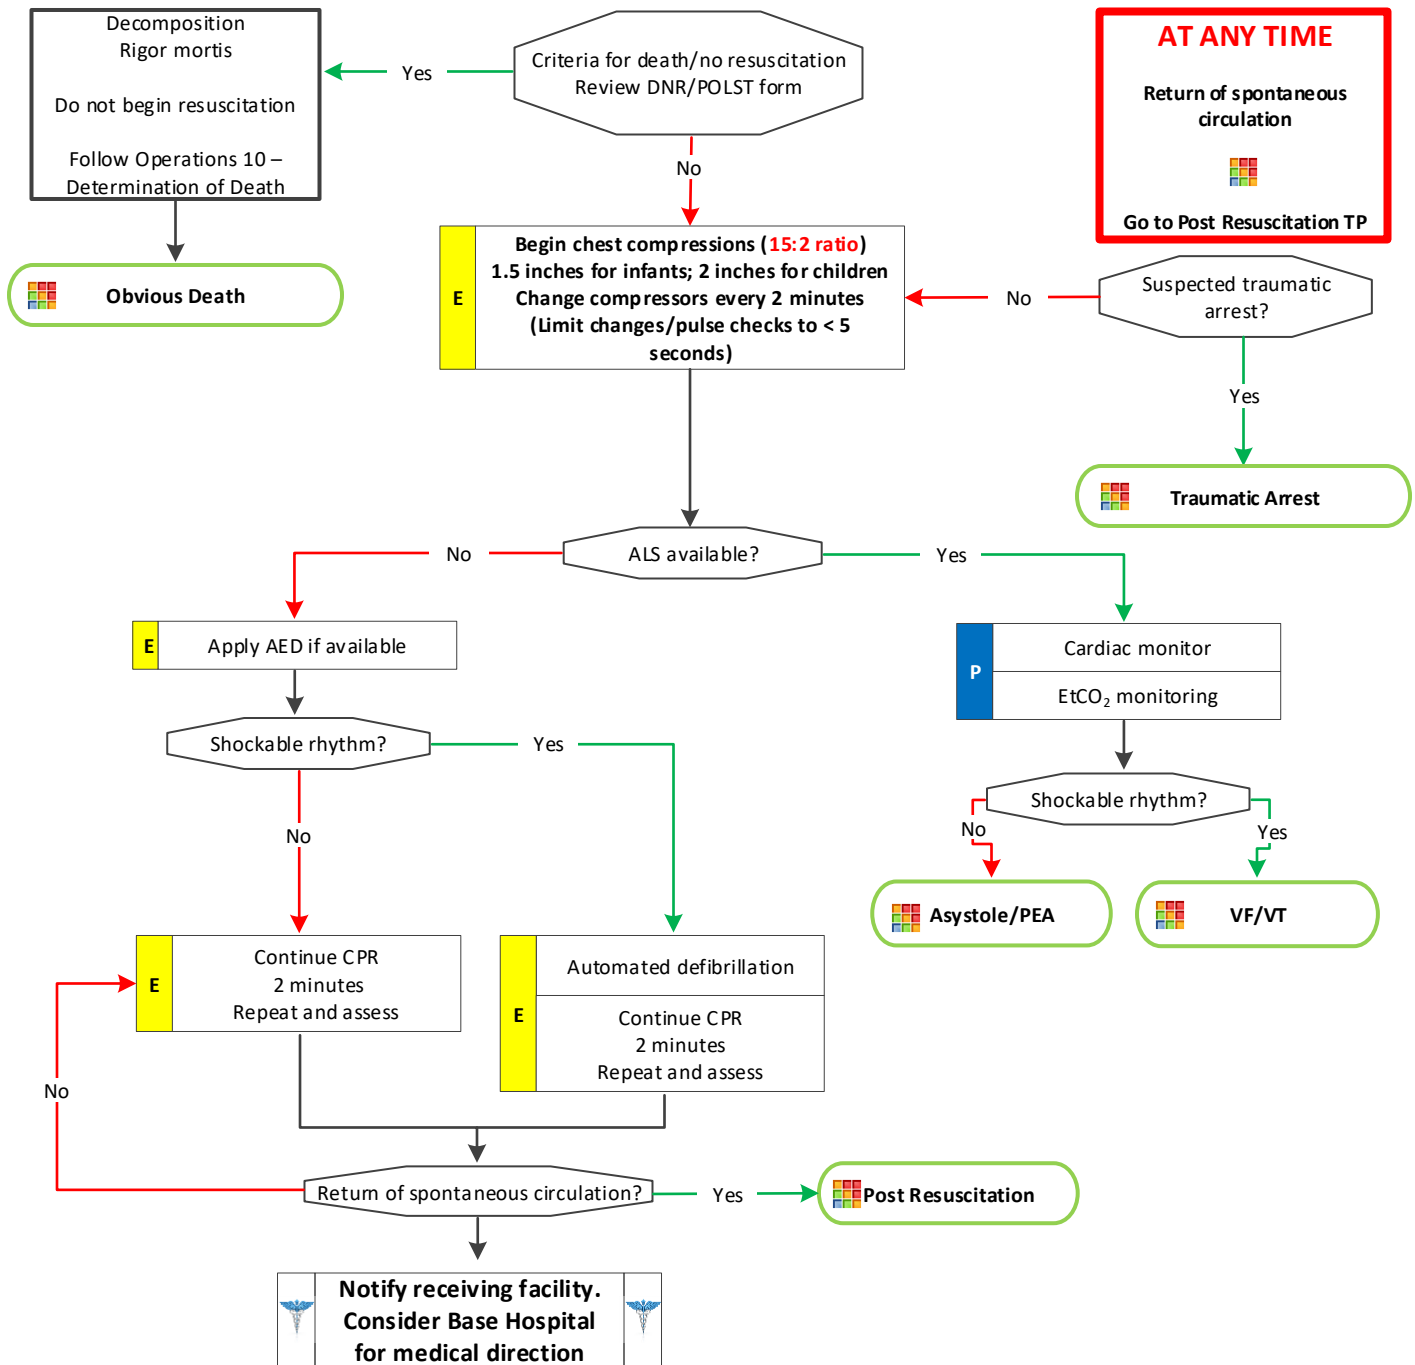 Decomposition
Rigor mortis
Do not begin resuscitation
Follow Operations 10 –
Determination of Death
Yes
Criteria for death/no resuscitation
Review DNR/POLST form
AT ANY TIME
Return of spontaneous
circulation
Go to Post Resuscitation TP
No
Obvious Death
E
Begin chest compressions (15:2 ratio)
1.5 inches for infants; 2 inches for children
Change compressors every 2 minutes
(Limit changes/pulse checks to < 5
seconds)
No
Suspected traumatic
arrest?
Yes
Traumatic Arrest
No
ALS available?
Yes
E
Apply AED if available
P
Cardiac monitor
EtCO₂ monitoring
Shockable rhythm?
Yes
No
Shockable rhythm?
No
Yes
Asystole/PEA
VF/VT
E
Continue CPR
2 minutes
Repeat and assess
E
Automated defibrillation
Continue CPR
2 minutes
Repeat and assess
No
Return of spontaneous circulation?
Yes
Post Resuscitation
Notify receiving facility.
Consider Base Hospital
for medical direction